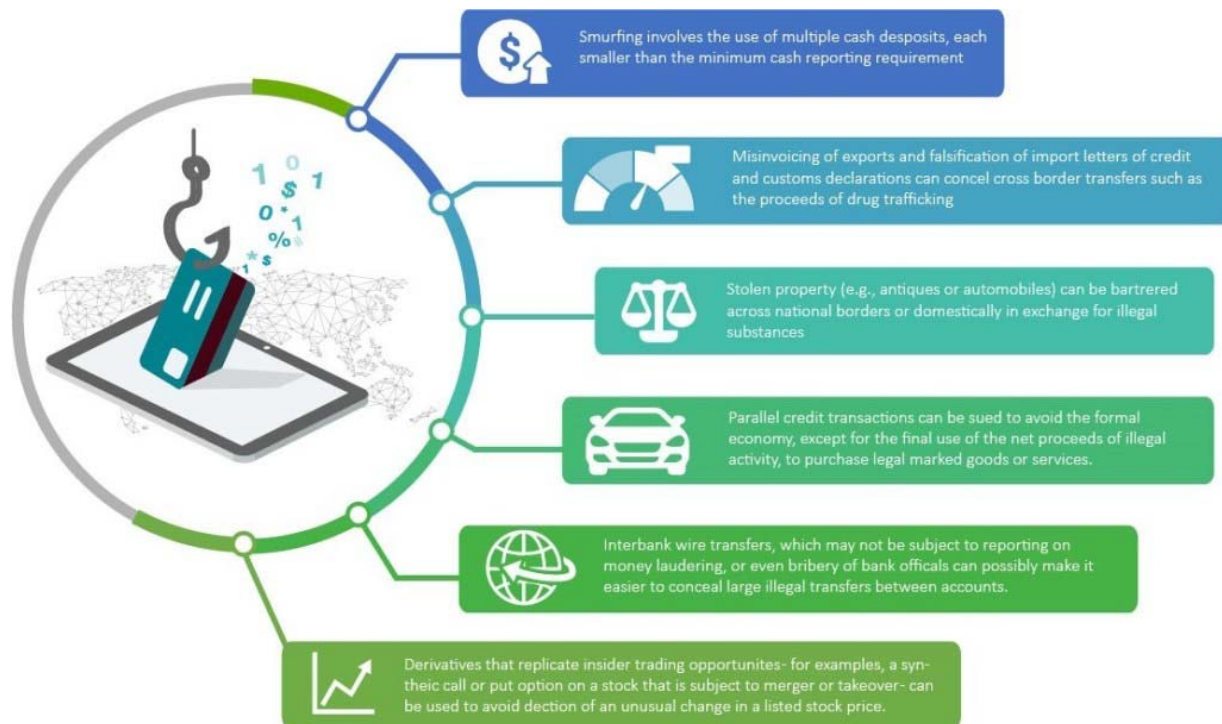 Smurfing involves the use of multiple cash desposits, each
smaller than the minimum cash reporting requirement
Misinvoicing of exports and falsification of import letters of credit
and customs declarations can concel cross border transfers such as
the proceeds of drug trafficking
Stolen property (e.g., antiques or automobiles) can be bartrered
across national borders or domestically in exchange for illegal
substances
Parallel credit transactions can be sued to avoid the formal
economy, except for the final use of the net proceeds of illegal
activity, to purchase legal marked goods or services.
Interbank wire transfers, which may not be subject to reporting on
money laudering, or even bribery of bank officals can possibly make it
easier to conceal large illegal transfers between accounts.
Derivatives that replicate insider trading opportunites- for examples, a syn-
theic call or put option on a stock that is subject to merger or takeover- can
be used to avoid dection of an unusual change in a listed stock price.
1 0 1
$
0 * 1
% =
* $
1
$